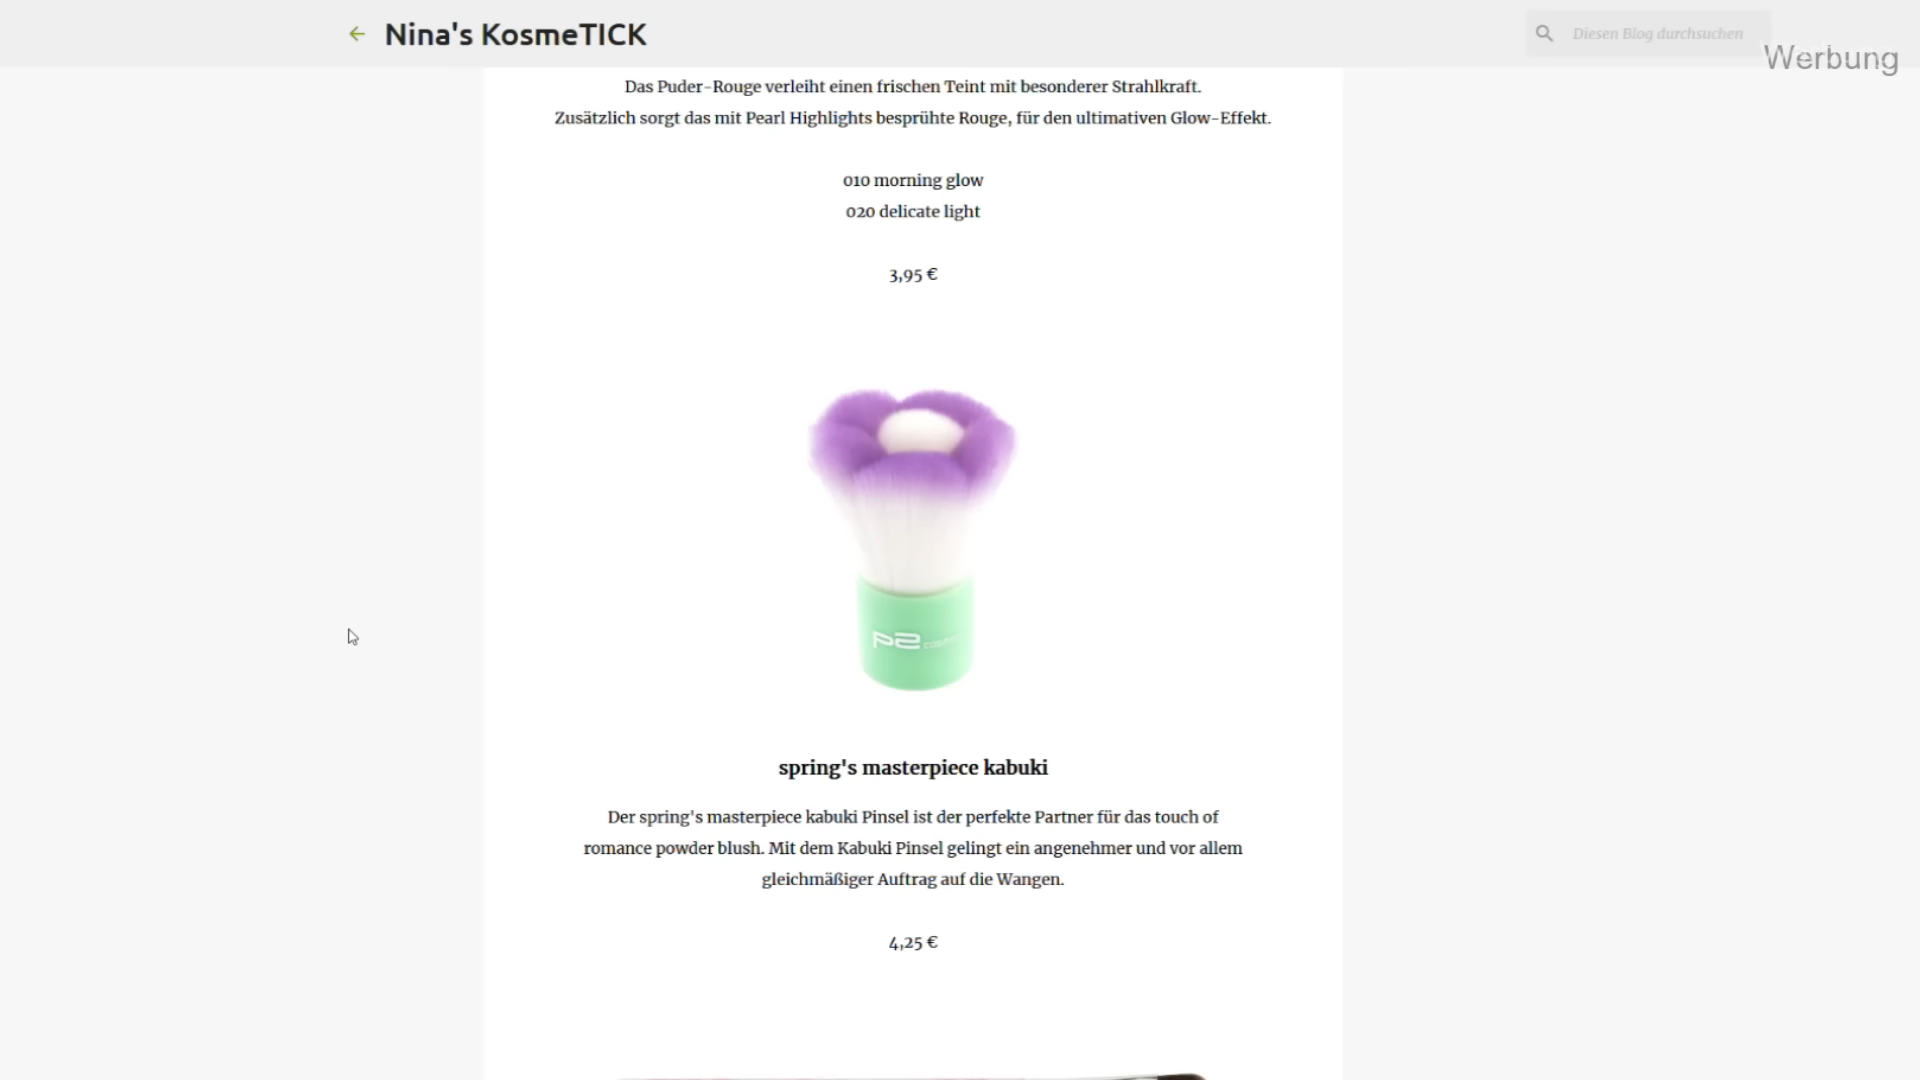 Nina's KosmeTICK
Diesen Blog durchsuchen
Werbung
Das Puder-Rouge verleiht einen frischen Teint mit besonderer Strahlkraft.
Zusätzlich sorgt das mit Pearl Highlights besprühte Rouge, für den ultimativen Glow-Effekt.
010 morning glow
020 delicate light
3,95 €
p2
spring's masterpiece kabuki
Der spring's masterpiece kabuki Pinsel ist der perfekte Partner für das touch of
romance powder blush. Mit dem Kabuki Pinsel gelingt ein angenehmer und vor allem
gleichmäßiger Auftrag auf die Wangen.
4,25 €